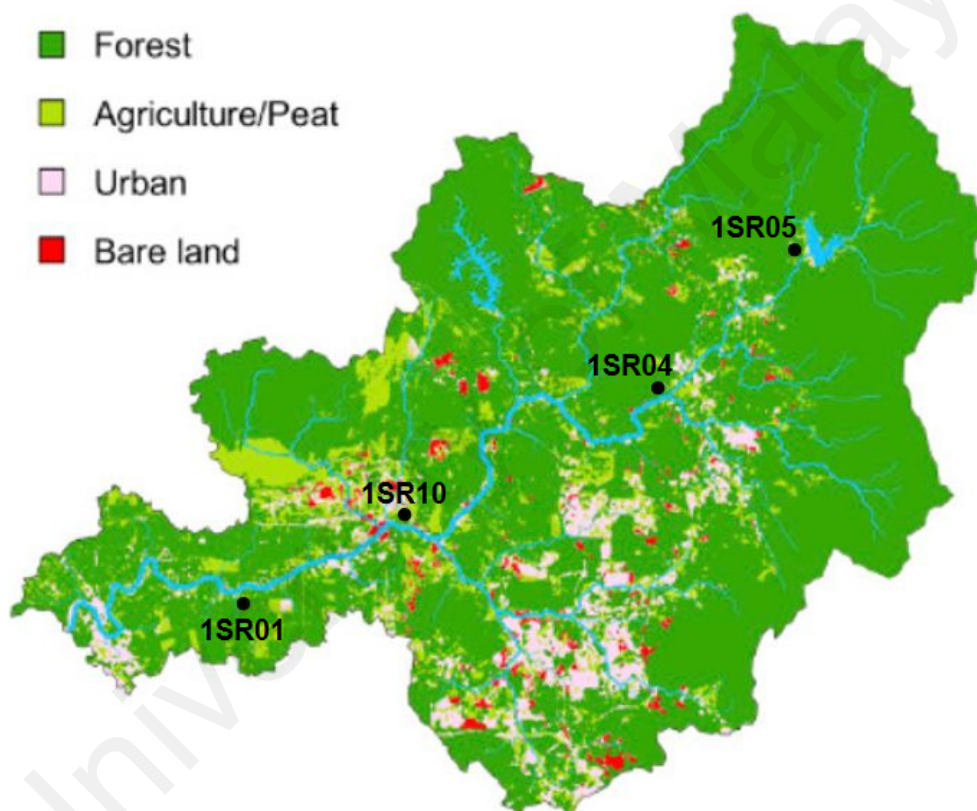 Forest
Agriculture/Peat
Urban
Bare land
1SR05
1SR04
1SR10
1SR01